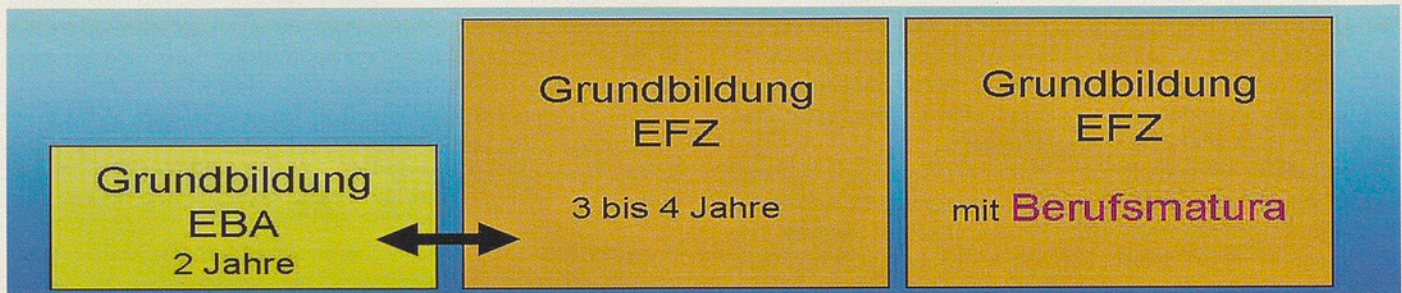 Grundbildung
EBA
2 Jahre
Grundbildung
EFZ
3 bis 4 Jahre
Grundbildung
EFZ
mit Berufsmatura